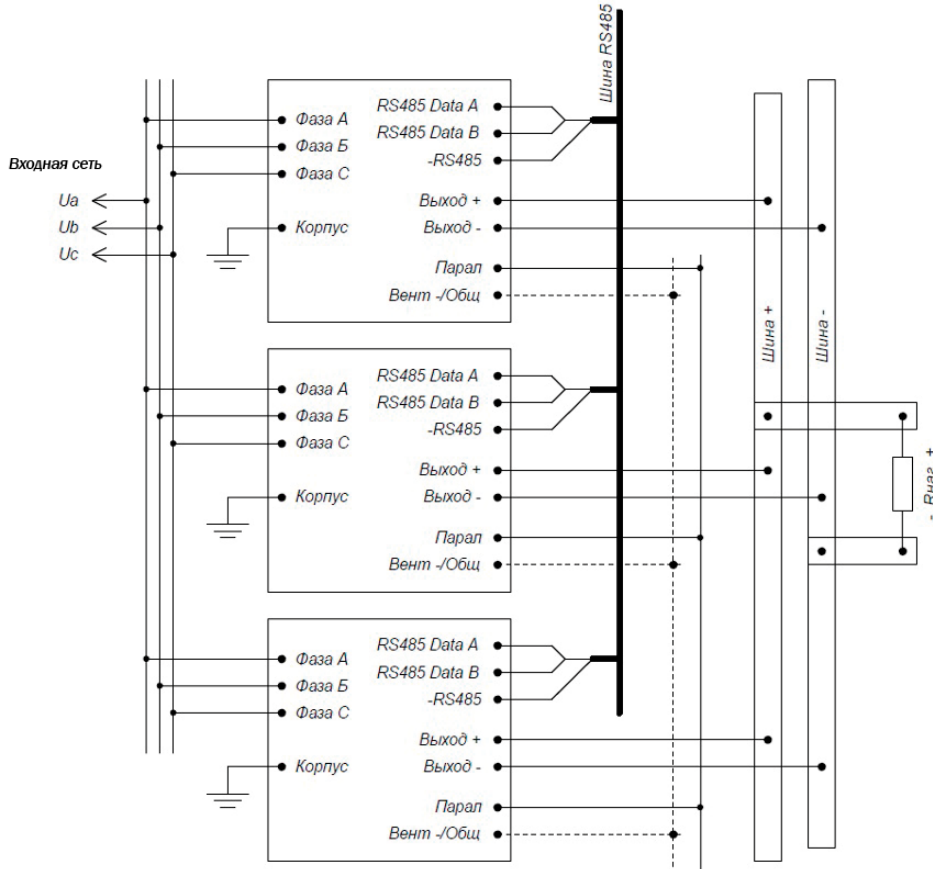 Шина RS485
Входная сеть
Ua
Ub
Uc
Фаза А
Фаза Б
Фаза С
Корпус
RS485 Data A
RS485 Data B
-RS485
Выход +
Выход -
Парал
Вент -/Общ
Фаза А
Фаза Б
Фаза С
Корпус
RS485 Data A
RS485 Data B
-RS485
Выход +
Выход -
Парал
Вент -/Общ
Фаза А
Фаза Б
Фаза С
Корпус
RS485 Data A
RS485 Data B
-RS485
Выход +
Выход -
Парал
Вент -/Общ
Шина +
Шина -
- Rнаг +